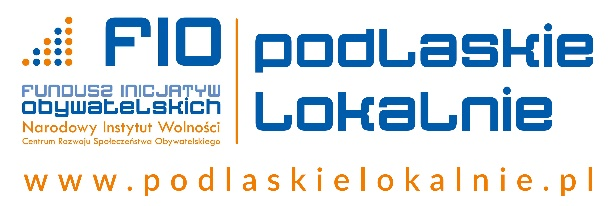 FIO
FUNDUSZ INICJATYW
OBYWATELSKICH
Narodowy Instytut Wolności
Centrum Rozwoju Społeczeństwa Obywatelskiego
PODLASKIE
LOKALNIE
www.podlaskielokalnie.pl